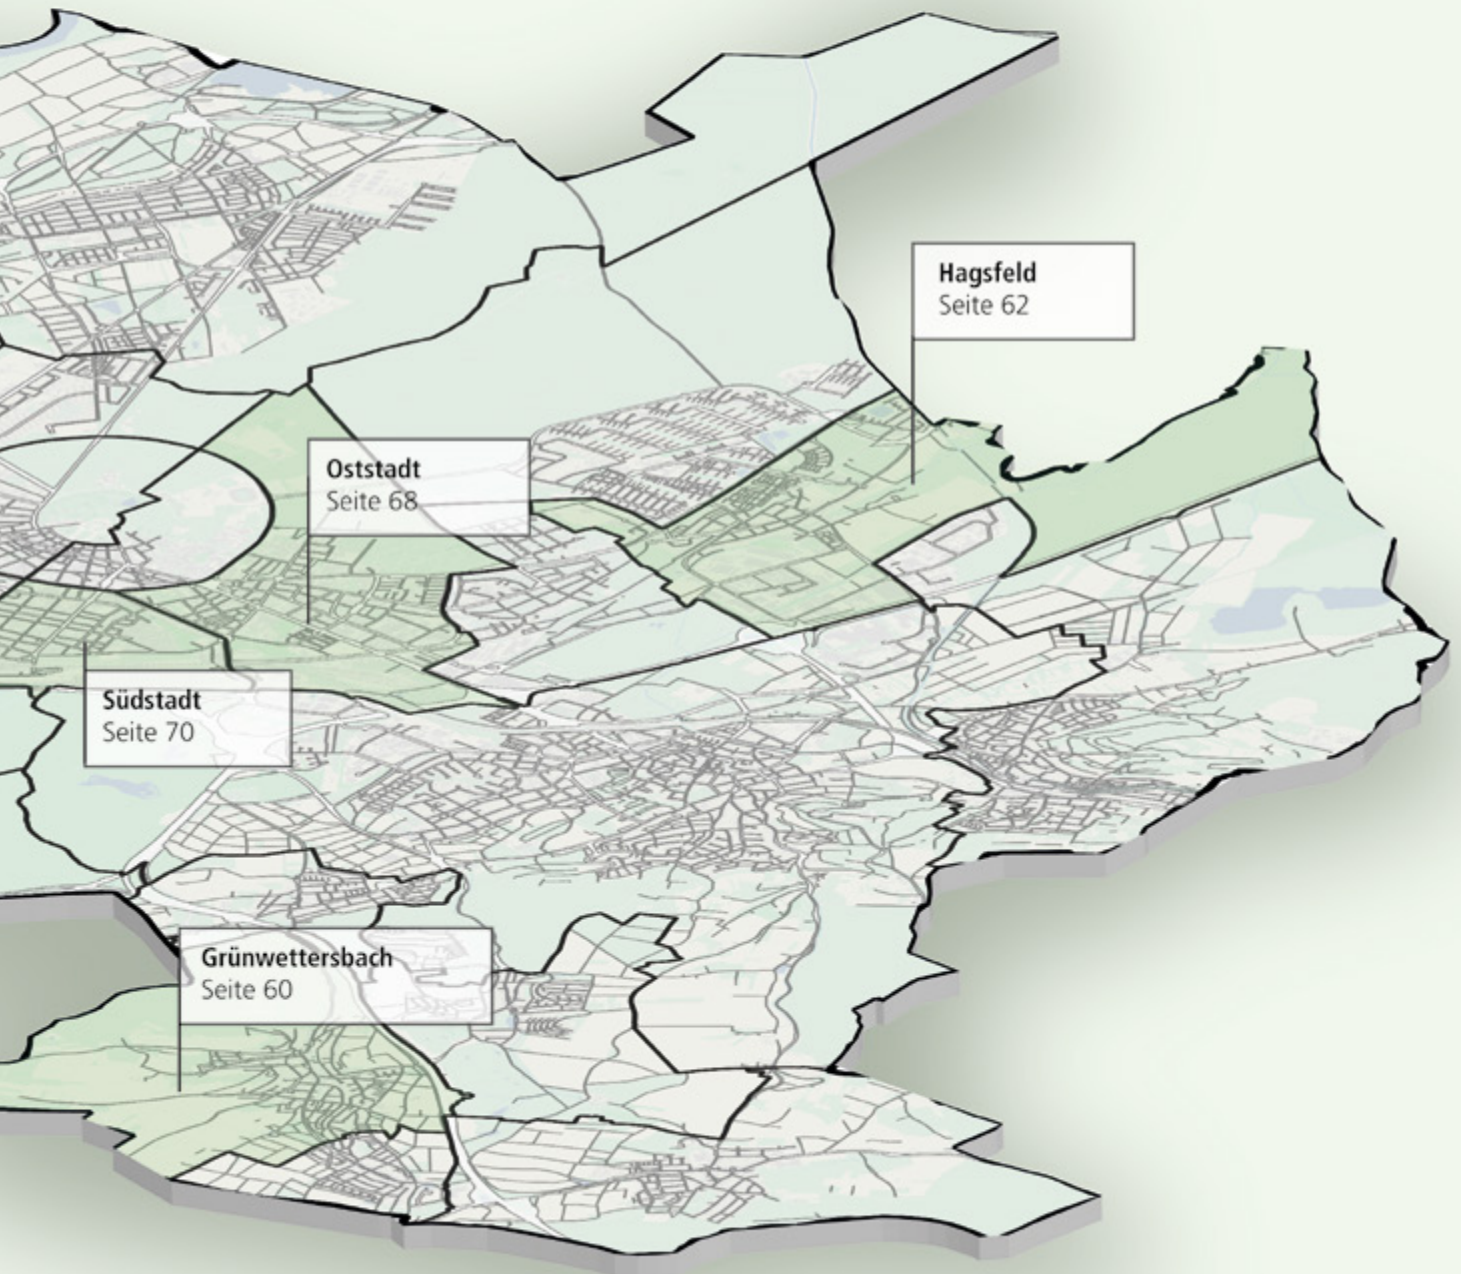 Hagsfeld
Seite 62
Oststadt
Seite 68
Südstadt
Seite 70
Grünwettersbach
Seite 60